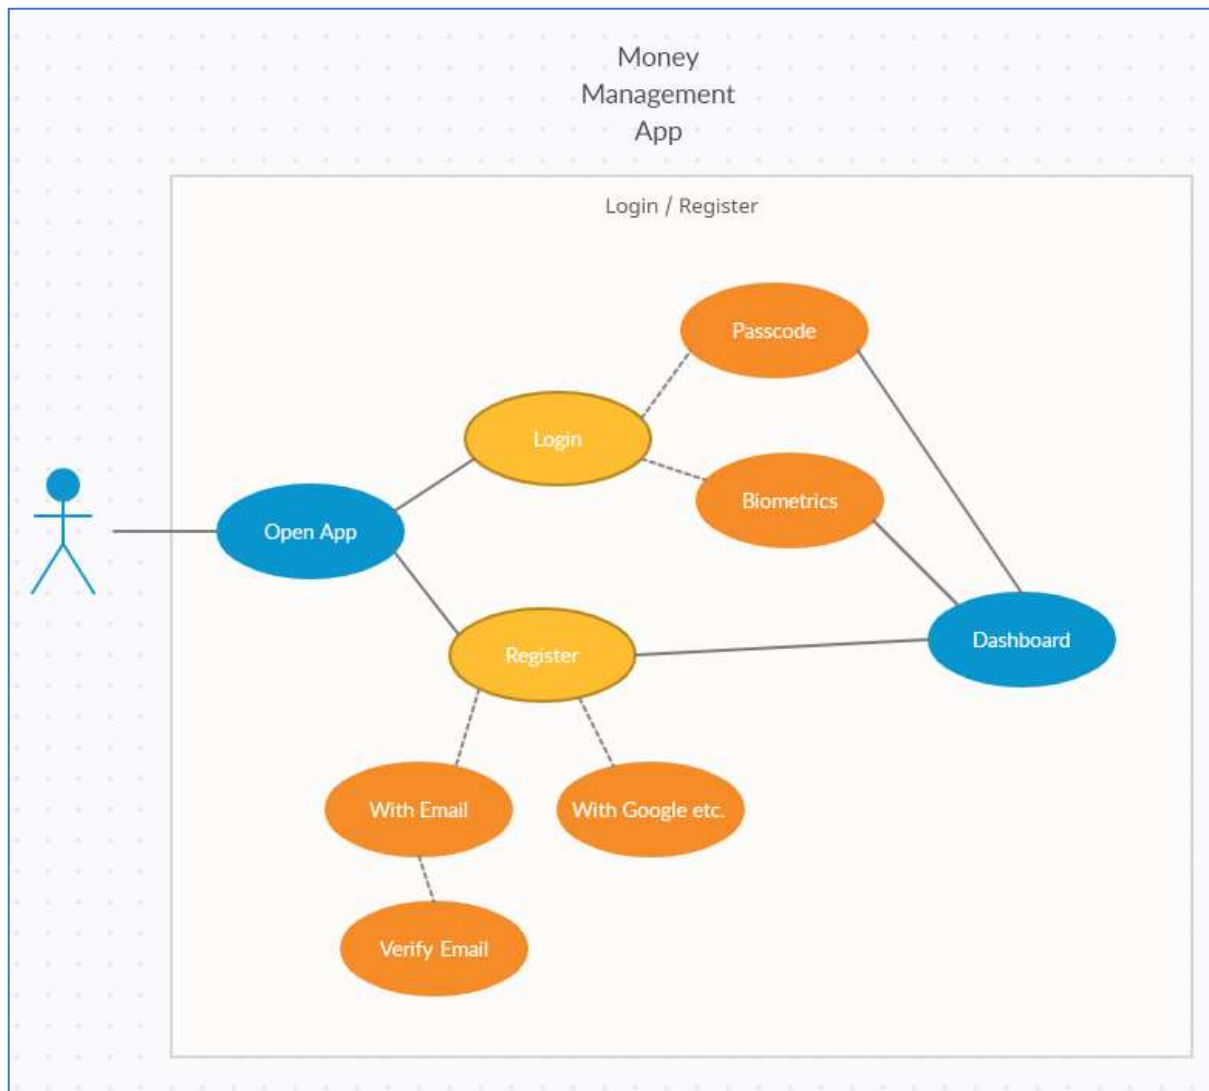 Money
Management
App
Login / Register
Passcode
Login
Biometrics
Open App
Register
Dashboard
With Email
With Google etc.
Verify Email